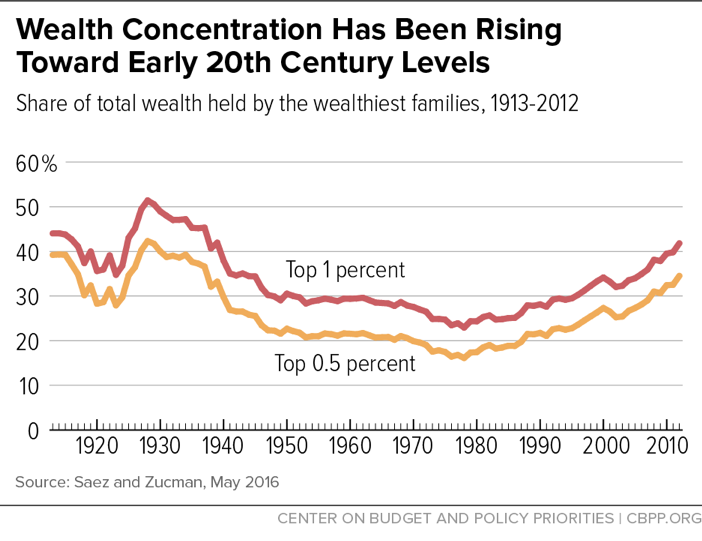 Wealth Concentration Has Been Rising
Toward Early 20th Century Levels
Share of total wealth held by the wealthiest families, 1913-2012
60%
50
40
30
20
10
0
Top 1 percent
Top 0.5 percent
1920 1930 1940 1950 1960 1970 1980 1990 2000 2010
Source: Saez and Zucman, May 2016
CENTER ON BUDGET AND POLICY PRIORITIES | CBPP.ORG